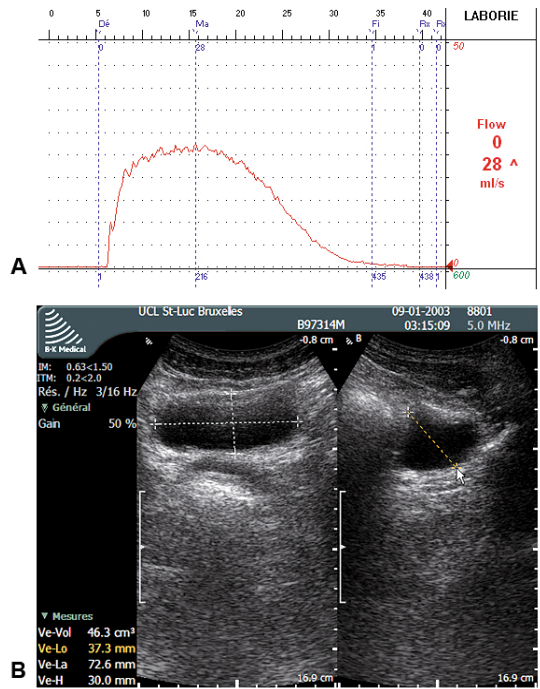 0 5 10 15 20 25 30 35 40 LABORIE
Dé Ma Fi
0 28 1 0 0 50
Flow
0
28 ^
ml/s
A
0
1 216 435 438 600
UCL St-Luc Bruxelles 09-01-2003 8801
B97314M 03:15:09 5.0 MHz
B-K Medical
-0.8 cm B -0.8 cm
IM: 0.63<1.50
ITM: 0.2<2.0
Rés. / Hz 3/16 Hz
Général
Gain 50 %
Mesures
Ve-Vol 46.3 cm³
Ve-Lo 37.3 mm
Ve-La 72.6 mm
Ve-H 30.0 mm
16.9 cm 16.9 cm
B